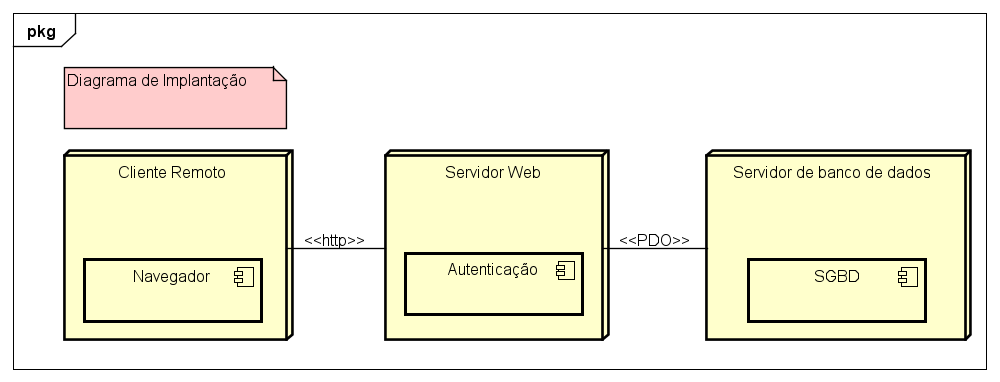 pkg
Diagrama de Implantação
Cliente Remoto
Servidor Web
Servidor de banco de dados
<<http>>
<<PDO>>
Navegador
Autenticação
SGBD